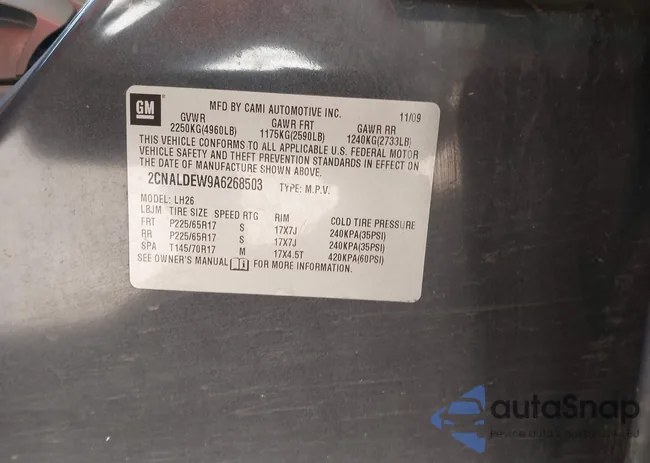 GM
MFD BY CAMI AUTOMOTIVE INC. 11/09
GVWR GAWR FRT GAWR RR
2250KG(4960LB) 1175KG(2590LB) 1240KG(2733LB)
THIS VEHICLE CONFORMS TO ALL APPLICABLE U.S. FEDERAL MOTOR
VEHICLE SAFETY AND THEFT PREVENTION STANDARDS IN EFFECT ON
THE DATE OF MANUFACTURE SHOWN ABOVE.
2CNALDEW9A6268503 TYPE: M.P.V.
MODEL: LH26
LBJM TIRE SIZE SPEED RTG RIM COLD TIRE PRESSURE
FRT P225/65R17 S 17X7J 240KPA(35PSI)
RR P225/65R17 S 17X7J 240KPA(35PSI)
SPA T145/70R17 M 17X4.5T 420KPA(60PSI)
SEE OWNER'S MANUAL FOR MORE INFORMATION.
autoSnap